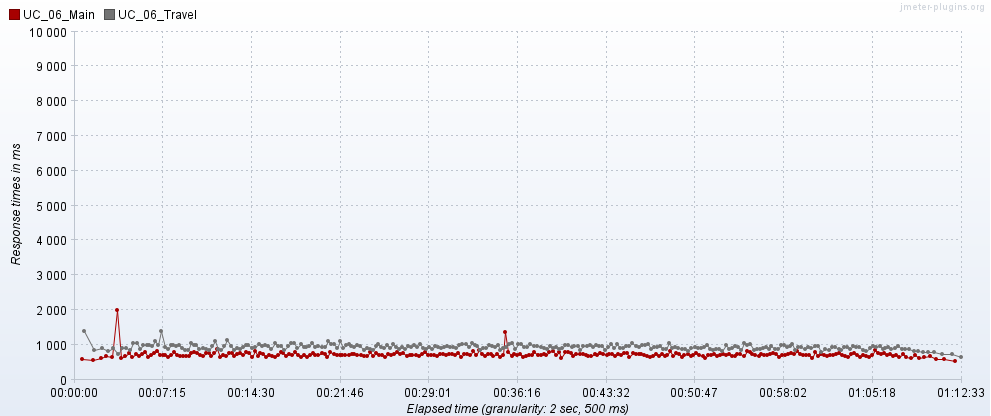 UC_06_Main UC_06_Travel
jmeter-plugins.org
10 000
9 000
8 000
7 000
6 000
5 000
4 000
3 000
2 000
1 000
0
Response times in ms
00:00:00 00:07:15 00:14:30 00:21:46 00:29:01 00:36:16 00:43:32 00:50:47 00:58:02 01:05:18 01:12:33
Elapsed time (granularity: 2 sec, 500 ms)